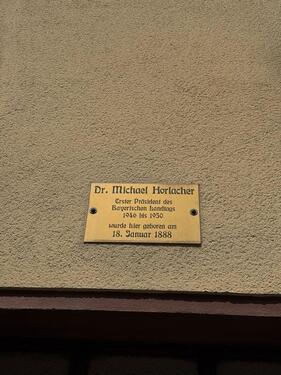 Dr. Michael Horlacher
Erster Präsident des
Bayerischen Landtags
1946 bis 1950
wurde hier geboren am
18. Januar 1888